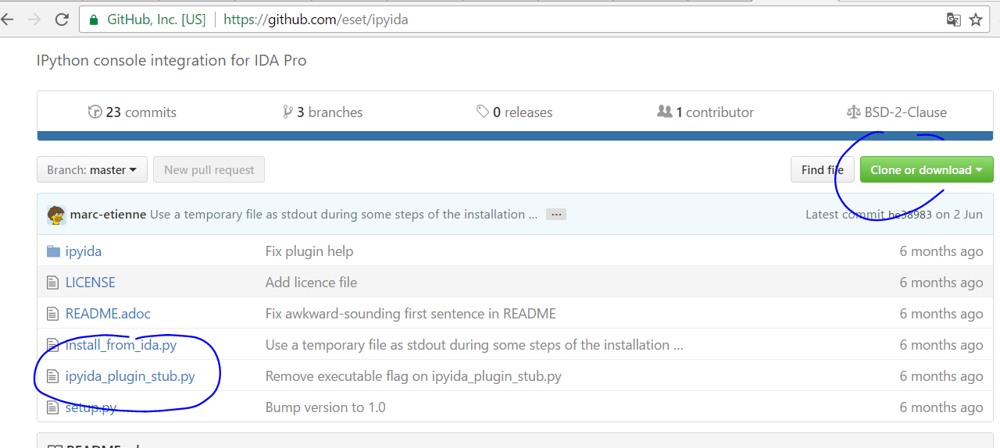 GitHub, Inc. [US] https://github.com/eset/ipyida
IPython console integration for IDA Pro
23 commits 3 branches 0 releases 1 contributor BSD-2-Clause
Branch: master New pull request Find file Clone or download
marc-etienne Use a temporary file as stdout during some steps of the installation ... ... Latest commit be38983 on 2 Jun
ipyida Fix plugin help 6 months ago
LICENSE Add licence file 6 months ago
README.adoc Fix awkward-sounding first sentence in README 6 months ago
install_from_ida.py Use a temporary file as stdout during some steps of the installation ... 6 months ago
ipyida_plugin_stub.py Remove executable flag on ipyida_plugin_stub.py 6 months ago
setup.py Bump version to 1.0 6 months ago